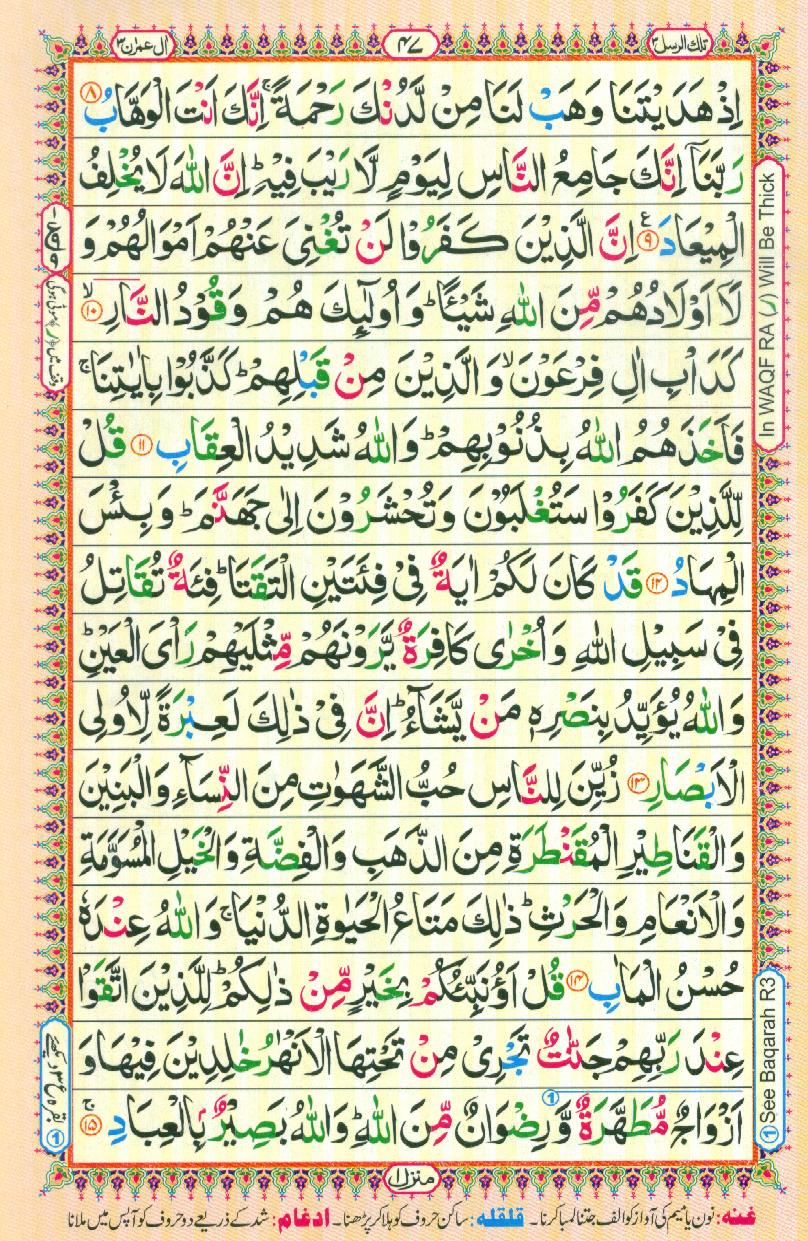 تلك الرسل ٣
٤٧
اٰل عمرٰن ٣
اِذْ هَدَيْتَنَا وَهَبْ لَنَا مِنْ لَّدُنْكَ رَحْمَةً ۚ اِنَّكَ اَنْتَ الْوَهَّابُ ۝٨
رَبَّنَآ اِنَّكَ جَامِعُ النَّاسِ لِيَوْمٍ لَّا رَيْبَ فِيْهِ ؕ اِنَّ اللّٰهَ لَا يُخْلِفُ
الْمِيْعَادَ ۝٩ اِنَّ الَّذِيْنَ كَفَرُوْا لَنْ تُغْنِيَ عَنْهُمْ اَمْوَالُهُمْ وَ
لَآ اَوْلَادُهُمْ مِّنَ اللّٰهِ شَيْئًا ؕ وَ اُولٰٓئِكَ هُمْ وَقُوْدُ النَّارِ ۝١٠
كَدَاْبِ اٰلِ فِرْعَوْنَ ۙ وَ الَّذِيْنَ مِنْ قَبْلِهِمْ ؕ كَذَّبُوْا بِاٰيٰتِنَا ۚ
فَاَخَذَهُمُ اللّٰهُ بِذُنُوْبِهِمْ ؕ وَ اللّٰهُ شَدِيْدُ الْعِقَابِ ۝١١ قُلْ
لِّلَّذِيْنَ كَفَرُوْا سَتُغْلَبُوْنَ وَ تُحْشَرُوْنَ اِلٰى جَهَنَّمَ ؕ وَ بِئْسَ
الْمِهَادُ ۝١٢ قَدْ كَانَ لَكُمْ اٰيَةٌ فِيْ فِئَتَيْنِ الْتَقَتَا ؕ فِئَةٌ تُقَاتِلُ
فِيْ سَبِيْلِ اللّٰهِ وَ اُخْرٰى كَافِرَةٌ يَّرَوْنَهُمْ مِّثْلَيْهِمْ رَاْيَ الْعَيْنِ ؕ
وَ اللّٰهُ يُؤَيِّدُ بِنَصْرِهٖ مَنْ يَّشَآءُ ؕ اِنَّ فِيْ ذٰلِكَ لَعِبْرَةً لِّاُولِى
الْاَبْصَارِ ۝١٣ زُيِّنَ لِلنَّاسِ حُبُّ الشَّهَوٰتِ مِنَ النِّسَآءِ وَالْبَنِيْنَ
وَالْقَنَاطِيْرِ الْمُقَنْطَرَةِ مِنَ الذَّهَبِ وَالْفِضَّةِ وَالْخَيْلِ الْمُسَوَّمَةِ
وَالْاَنْعَامِ وَالْحَرْثِ ؕ ذٰلِكَ مَتَاعُ الْحَيٰوةِ الدُّنْيَا ۚ وَ اللّٰهُ عِنْدَهٗ
حُسْنُ الْمَاٰبِ ۝١٤ قُلْ اَؤُنَبِّئُكُمْ بِخَيْرٍ مِّنْ ذٰلِكُمْ ؕ لِلَّذِيْنَ اتَّقَوْا
عِنْدَ رَبِّهِمْ جَنّٰتٌ تَجْرِيْ مِنْ تَحْتِهَا الْاَنْهٰرُ خٰلِدِيْنَ فِيْهَا وَ
اَزْوَاجٌ مُّطَهَّرَةٌ وَّ رِضْوَانٌ مِّنَ اللّٰهِ ؕ وَ اللّٰهُ بَصِيْرٌۢ بِالْعِبَادِ ۝١٥
منزل ١
غنه: نون یا میم کی آواز کو الف جتنا لمبا کرنا۔ قلقله: ساکن حروف کو ہلا کر پڑھنا۔ ادغام: شد کے ذریعے دو حروف کو آپس میں ملانا
In WAQF RA (ر) Will Be Thick
① See Baqarah R3